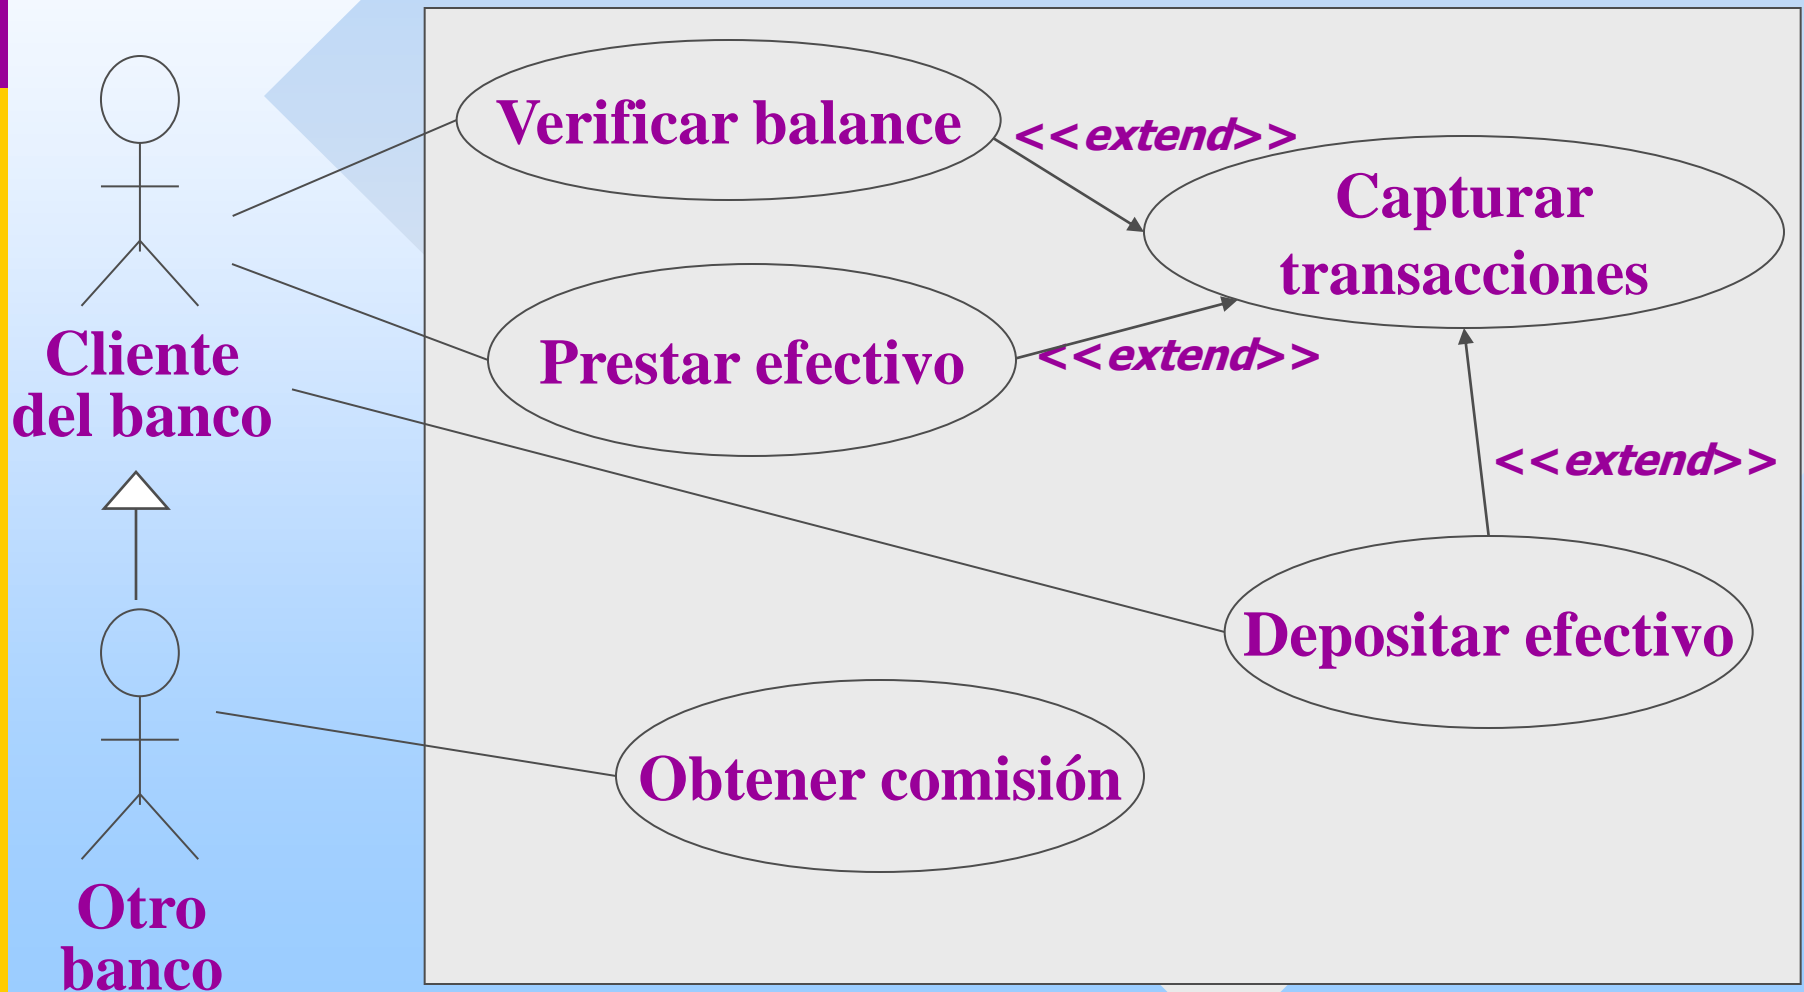 Verificar balance
<<extend>>
Capturar
transacciones
Cliente
del banco
Prestar efectivo
<<extend>>
<<extend>>
Depositar efectivo
Obtener comisión
Otro
banco